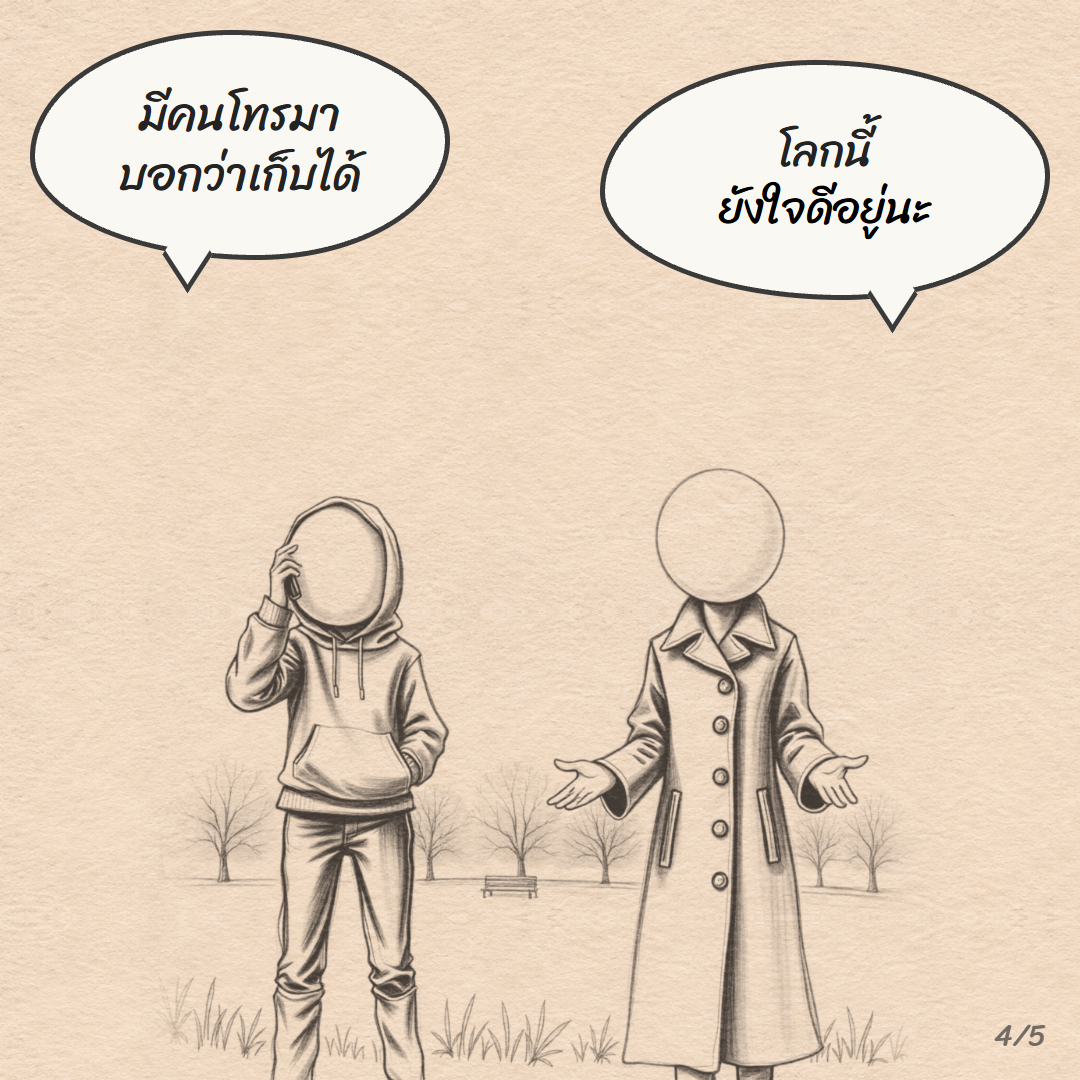 มีคนโทรมา
บอกว่าเก็บได้
โลกนี้
ยังใจดีอยู่นะ
4/5